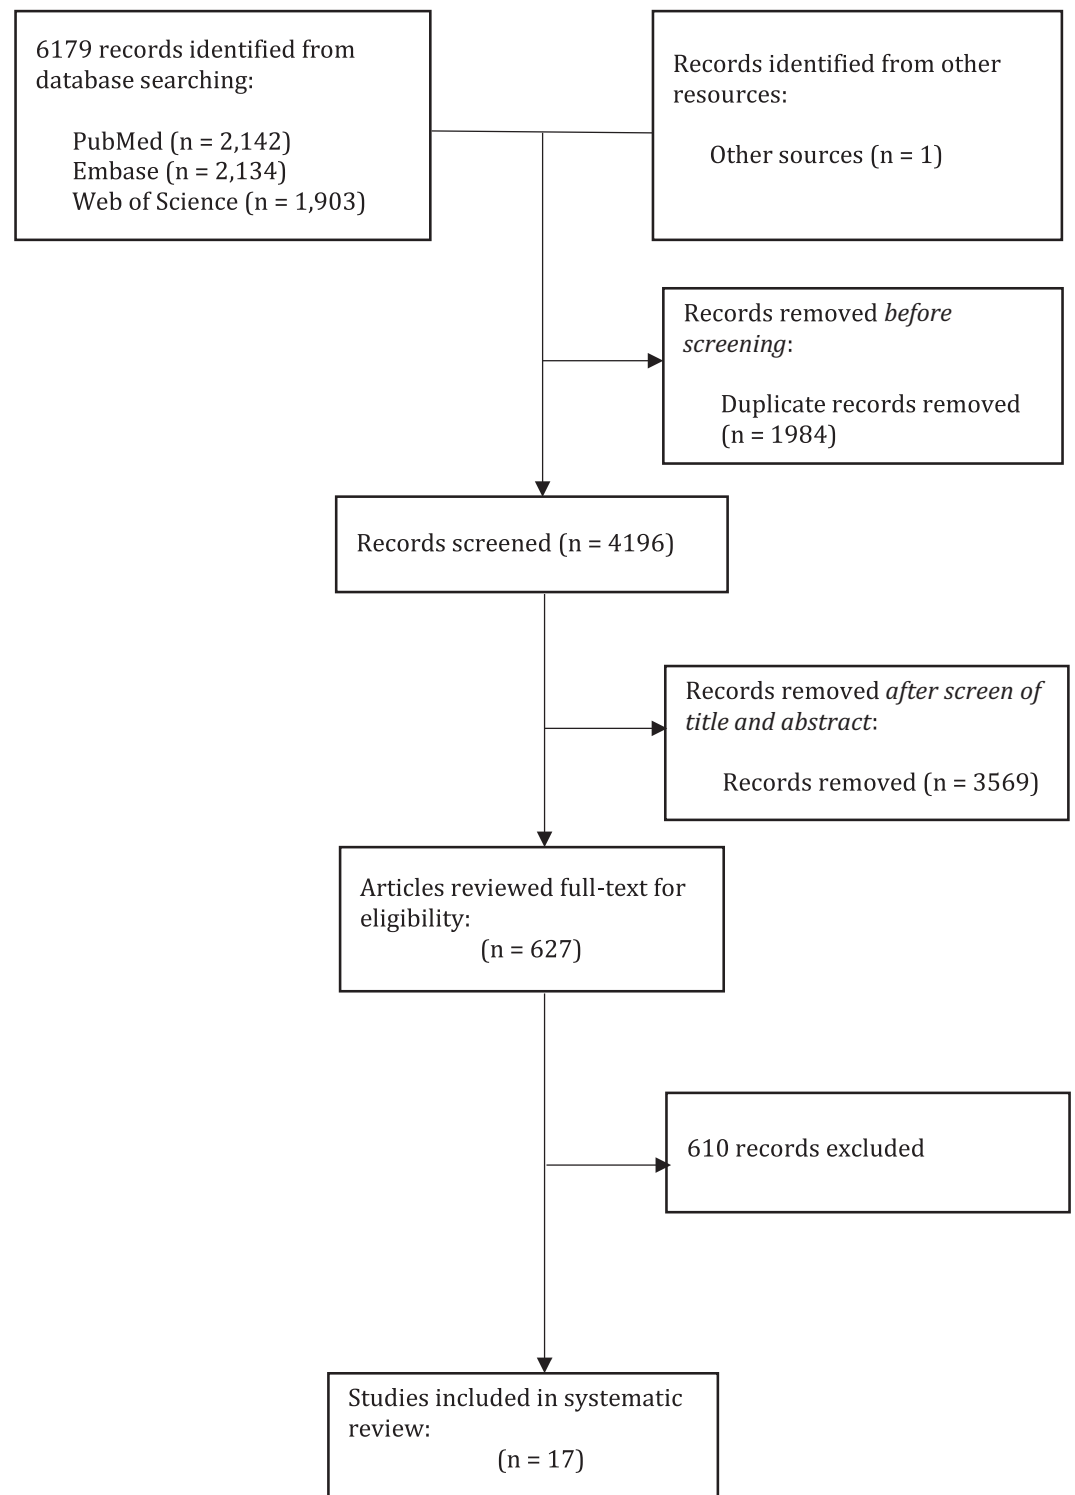 6179 records identified from
database searching:
PubMed (n = 2,142)
Embase (n = 2,134)
Web of Science (n = 1,903)
Records identified from other
resources:
Other sources (n = 1)
Records removed before
screening:
Duplicate records removed
(n = 1984)
Records screened (n = 4196)
Records removed after screen of
title and abstract:
Records removed (n = 3569)
Articles reviewed full-text for
eligibility:
(n = 627)
610 records excluded
Studies included in systematic
review:
(n = 17)